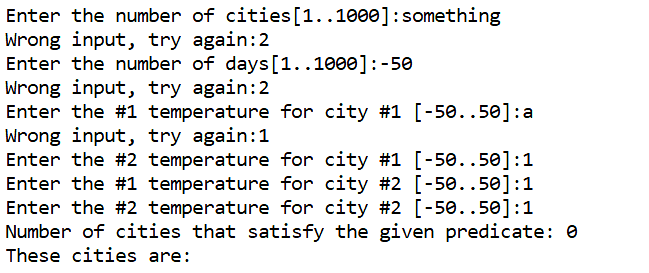 Enter the number of cities[1..1000]:something
Wrong input, try again:2
Enter the number of days[1..1000]:-50
Wrong input, try again:2
Enter the #1 temperature for city #1 [-50..50]:a
Wrong input, try again:1
Enter the #2 temperature for city #1 [-50..50]:1
Enter the #1 temperature for city #2 [-50..50]:1
Enter the #2 temperature for city #2 [-50..50]:1
Number of cities that satisfy the given predicate: 0
These cities are: